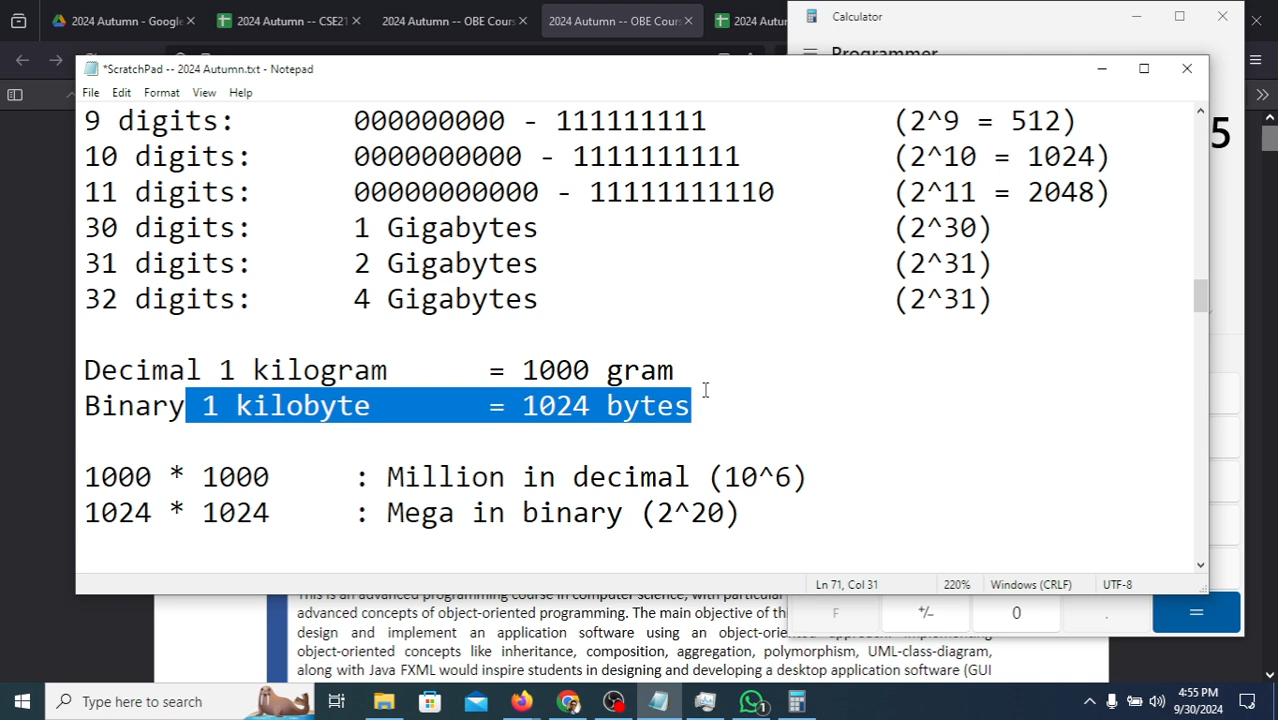 2024 Autumn - Google
2024 Autumn -- CSE21
2024 Autumn -- OBE Cours
2024 Autumn -- OBE Cours
2024 Autu
Calculator
Programmer
*ScratchPad -- 2024 Autumn.txt - Notepad
File Edit Format View Help
5
9 digits: 000000000 - 111111111 (2^9 = 512)
10 digits: 0000000000 - 1111111111 (2^10 = 1024)
11 digits: 00000000000 - 11111111110 (2^11 = 2048)
30 digits: 1 Gigabytes (2^30)
31 digits: 2 Gigabytes (2^31)
32 digits: 4 Gigabytes (2^31)
Decimal 1 kilogram = 1000 gram
Binary 1 kilobyte = 1024 bytes
1000 * 1000 : Million in decimal (10^6)
1024 * 1024 : Mega in binary (2^20)
Ln 71, Col 31 220% Windows (CRLF) UTF-8
This is an advanced programming course in computer science, with particular
advanced concepts of object-oriented programming. The main objective of th
design and implement an application software using an object-oriented approach. Implementing
object-oriented concepts like inheritance, composition, aggregation, polymorphism, UML-class-diagram,
along with Java FXML would inspire students in designing and developing a desktop application software (GUI
F +/- 0 . =
Type here to search
1
4:55 PM
9/30/2024